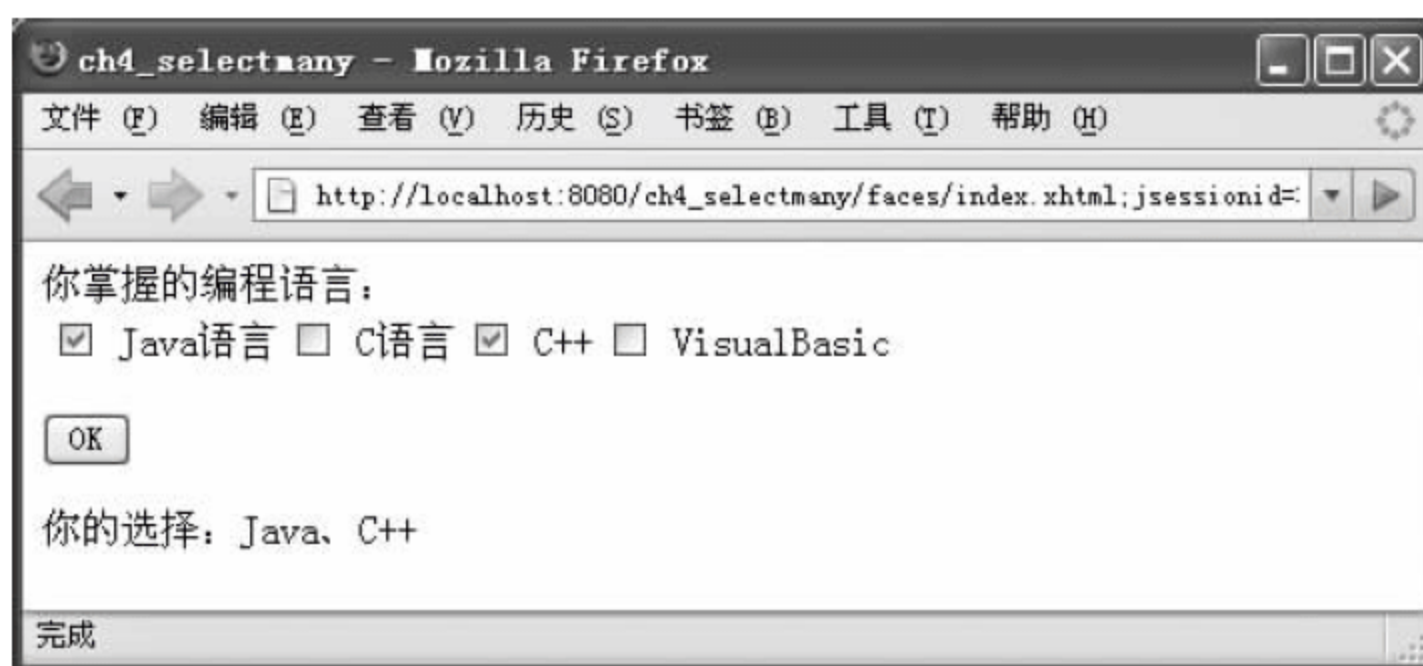 ch4_selectmany - Mozilla Firefox
文件 (F) 编辑 (E) 查看 (V) 历史 (S) 书签 (B) 工具 (T) 帮助 (H)
http://localhost:8080/ch4_selectmany/faces/index.xhtml;jsessionid=
你掌握的编程语言：
Java语言 C语言 C++ VisualBasic
OK
你的选择：Java、C++
完成